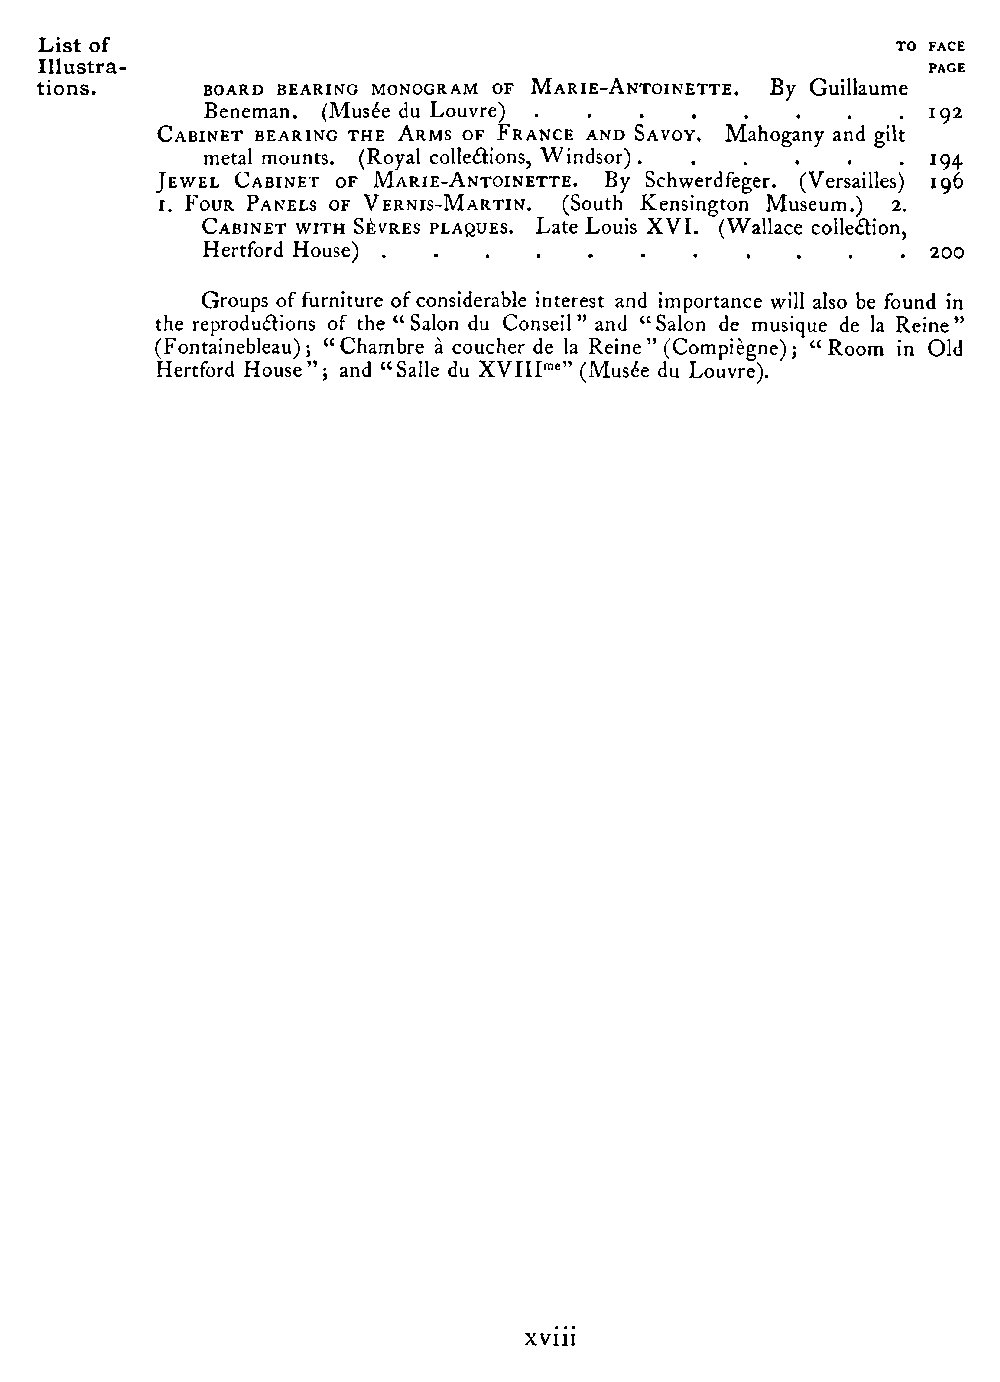 List of
Illustra-
tions.
TO FACE
PAGE
BOARD BEARING MONOGRAM OF MARIE-ANTOINETTE. By Guillaume
Beneman. (Musée du Louvre) . . . . . . . . 192
CABINET BEARING THE ARMS OF FRANCE AND SAVOY. Mahogany and gilt
metal mounts. (Royal collections, Windsor) . . . . . . 194
JEWEL CABINET OF MARIE-ANTOINETTE. By Schwerdfeger. (Versailles) 196
1. FOUR PANELS OF VERNIS-MARTIN. (South Kensington Museum.) 2.
CABINET WITH SÈVRES PLAQUES. Late Louis XVI. (Wallace collection,
Hertford House) . . . . . . . . . . . 200
Groups of furniture of considerable interest and importance will also be found in
the reproductions of the “Salon du Conseil” and “Salon de musique de la Reine”
(Fontainebleau); “Chambre à coucher de la Reine” (Compiègne); “Room in Old
Hertford House”; and “Salle du XVIIIme” (Musée du Louvre).
xviii